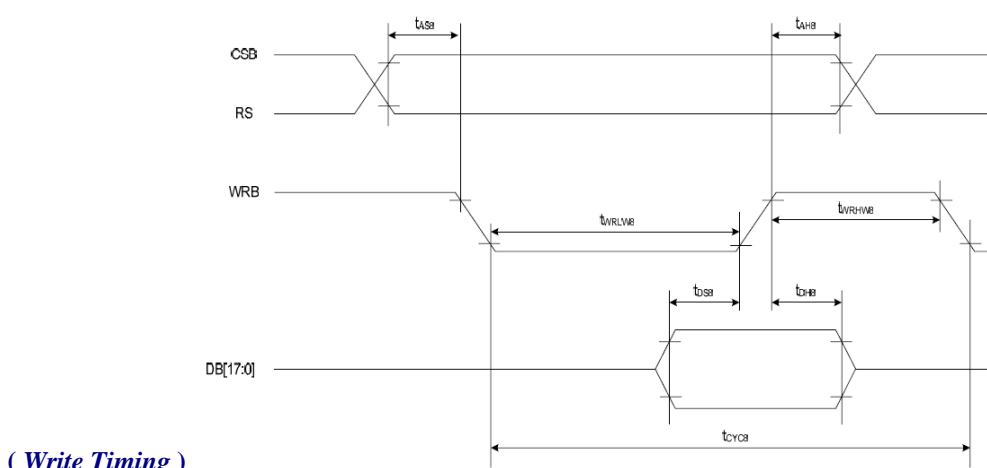 tAS8 tAH8
CSB
RS
WRB
tWRLW8 tWRHW8
tDS8 tDH8
DB[17:0]
tCYC8
( Write Timing )